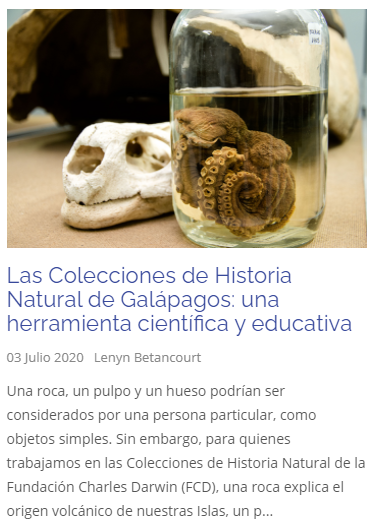 Las Colecciones de Historia
Natural de Galápagos: una
herramienta científica y educativa
03 Julio 2020 Lenyn Betancourt
Una roca, un pulpo y un hueso podrían ser
considerados por una persona particular, como
objetos simples. Sin embargo, para quienes
trabajamos en las Colecciones de Historia Natural de la
Fundación Charles Darwin (FCD), una roca explica el
origen volcánico de nuestras Islas, un p...